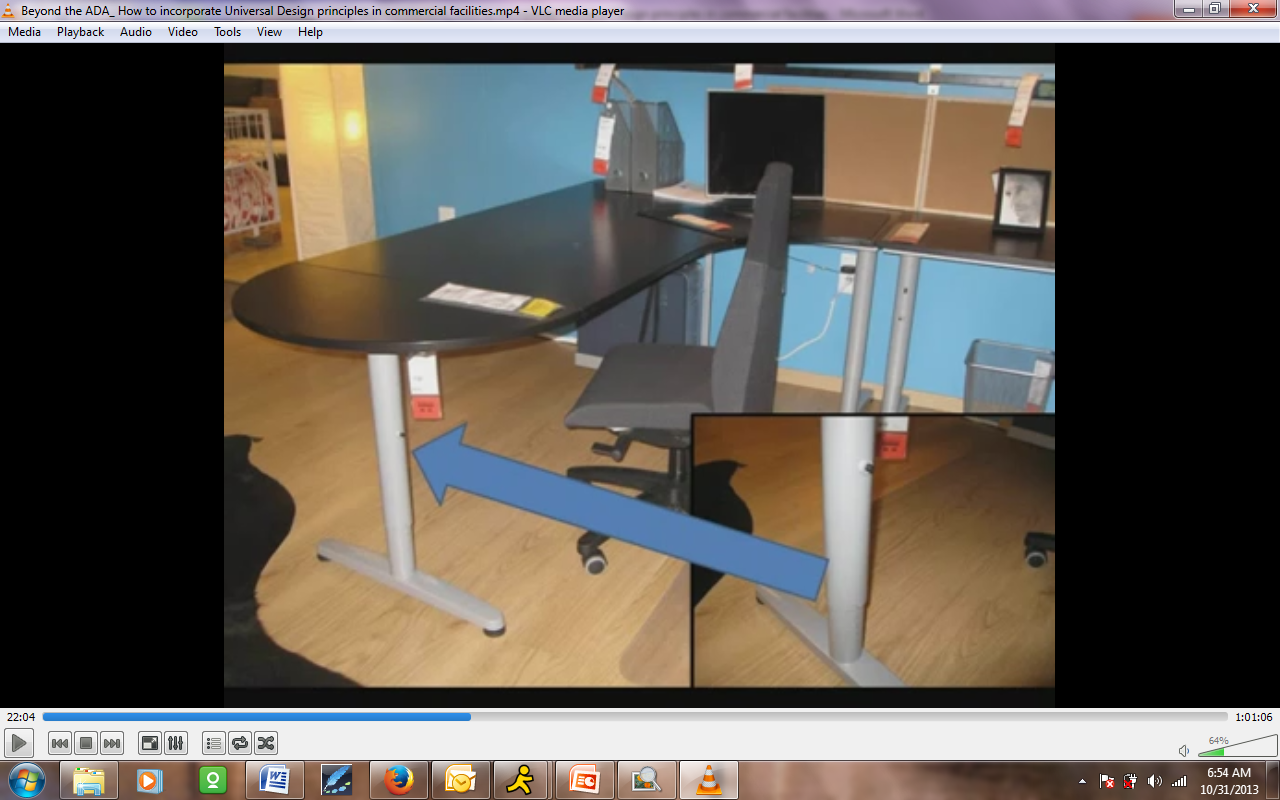 Beyond the ADA_ How to incorporate Universal Design principles in commercial facilities.mp4 - VLC media player
Media Playback Audio Video Tools View Help
22:04
1:01:06
64%
6:54 AM
10/31/2013